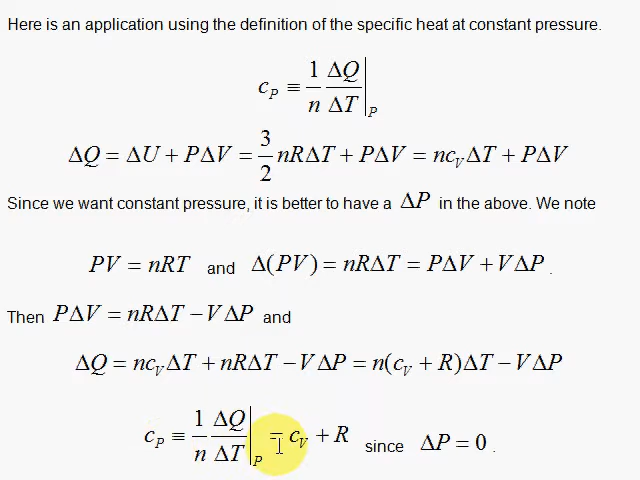 Here is an application using the definition of the specific heat at constant pressure.
c_P ≡ 1/n ΔQ/ΔT |_P
ΔQ = ΔU + PΔV = 3/2 nRΔT + PΔV = nc_VΔT + PΔV
Since we want constant pressure, it is better to have a ΔP in the above. We note
PV = nRT and Δ(PV) = nRΔT = PΔV + VΔP .
Then PΔV = nRΔT − VΔP and
ΔQ = nc_VΔT + nRΔT − VΔP = n(c_V + R)ΔT − VΔP
c_P ≡ 1/n ΔQ/ΔT |_P = c_V + R since ΔP = 0 .